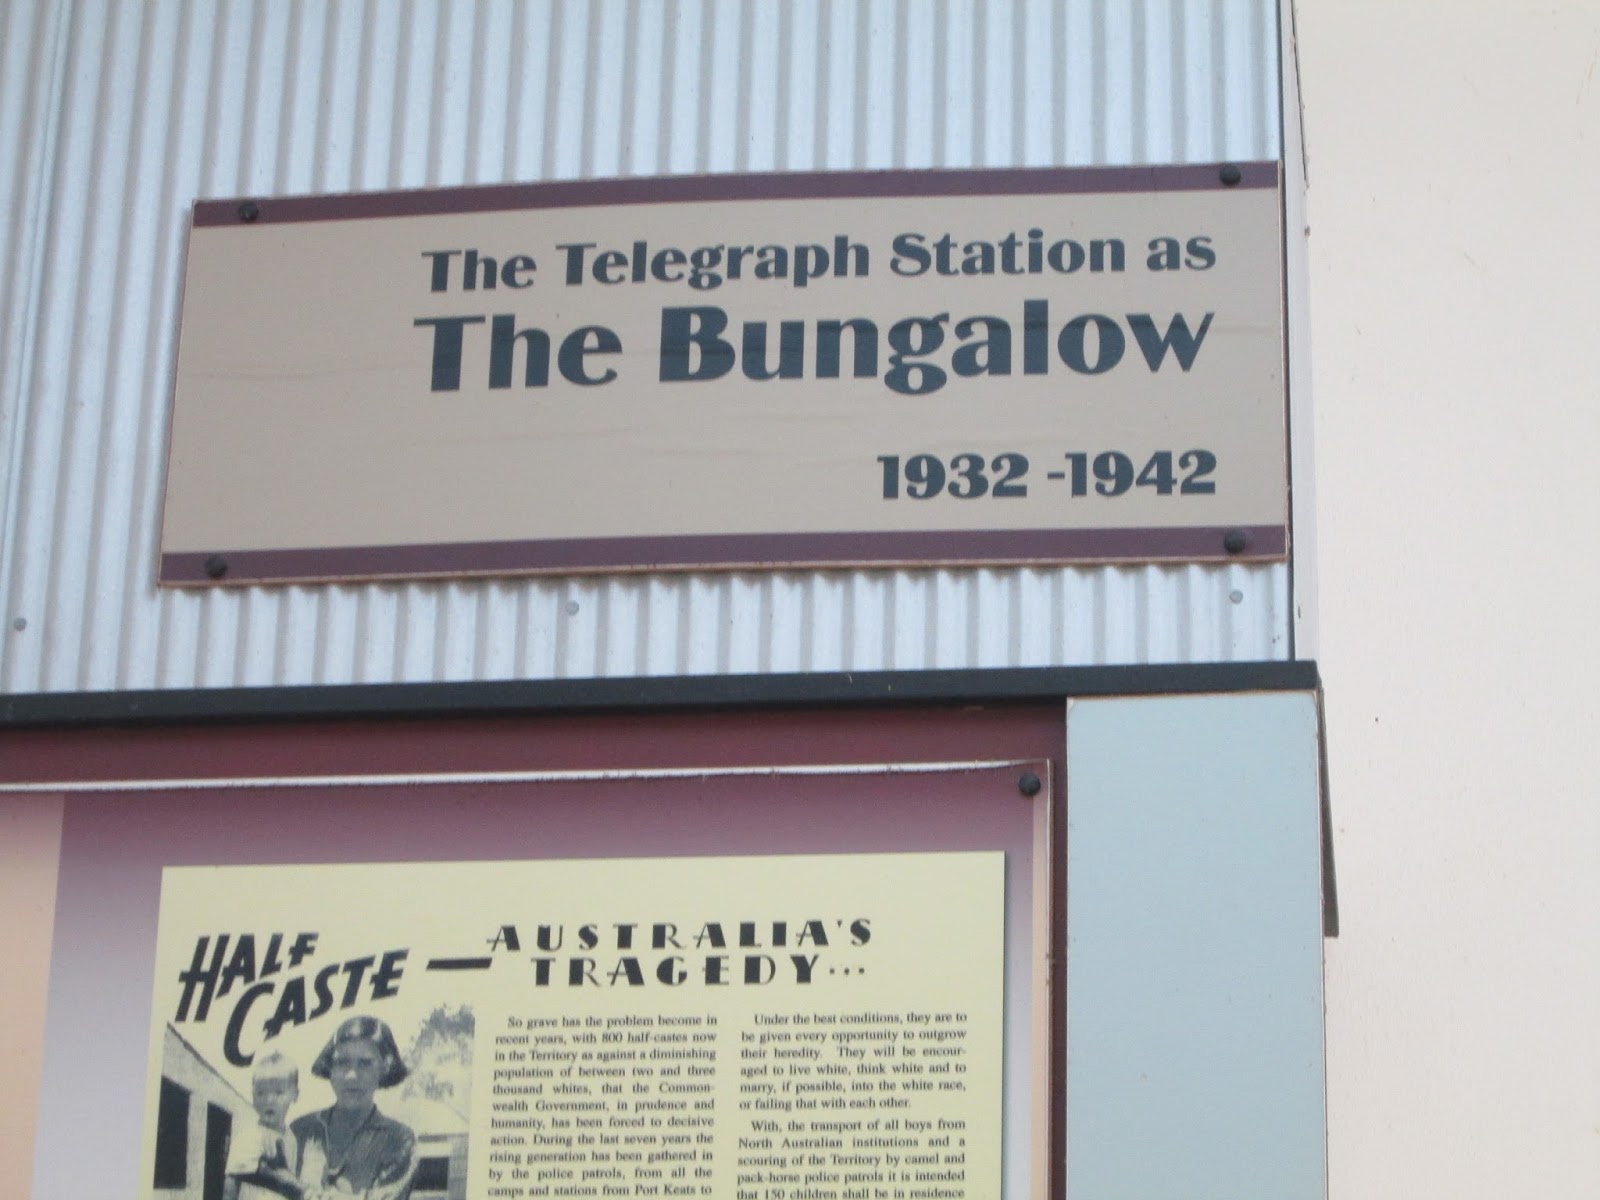 The Telegraph Station as
The Bungalow
1932 -1942
HALF
CASTE
— AUSTRALIA'S
TRAGEDY...
So grave has the problem become in
recent years, with 800 half-castes now
in the Territory as against a diminishing
population of between two and three
thousand whites, that the Common-
wealth Government, in prudence and
humanity, has been forced to decisive
action. During the last seven years the
rising generation has been gathered in
by the police patrols, from all the
camps and stations from Port Keats to
Under the best conditions, they are to
be given every opportunity to outgrow
their heredity. They will be encour-
aged to live white, think white and to
marry, if possible, into the white race,
or failing that with each other.
With, the transport of all boys from
North Australian institutions and a
scouring of the Territory by camel and
pack-horse police patrols it is intended
that 150 children shall be in residence